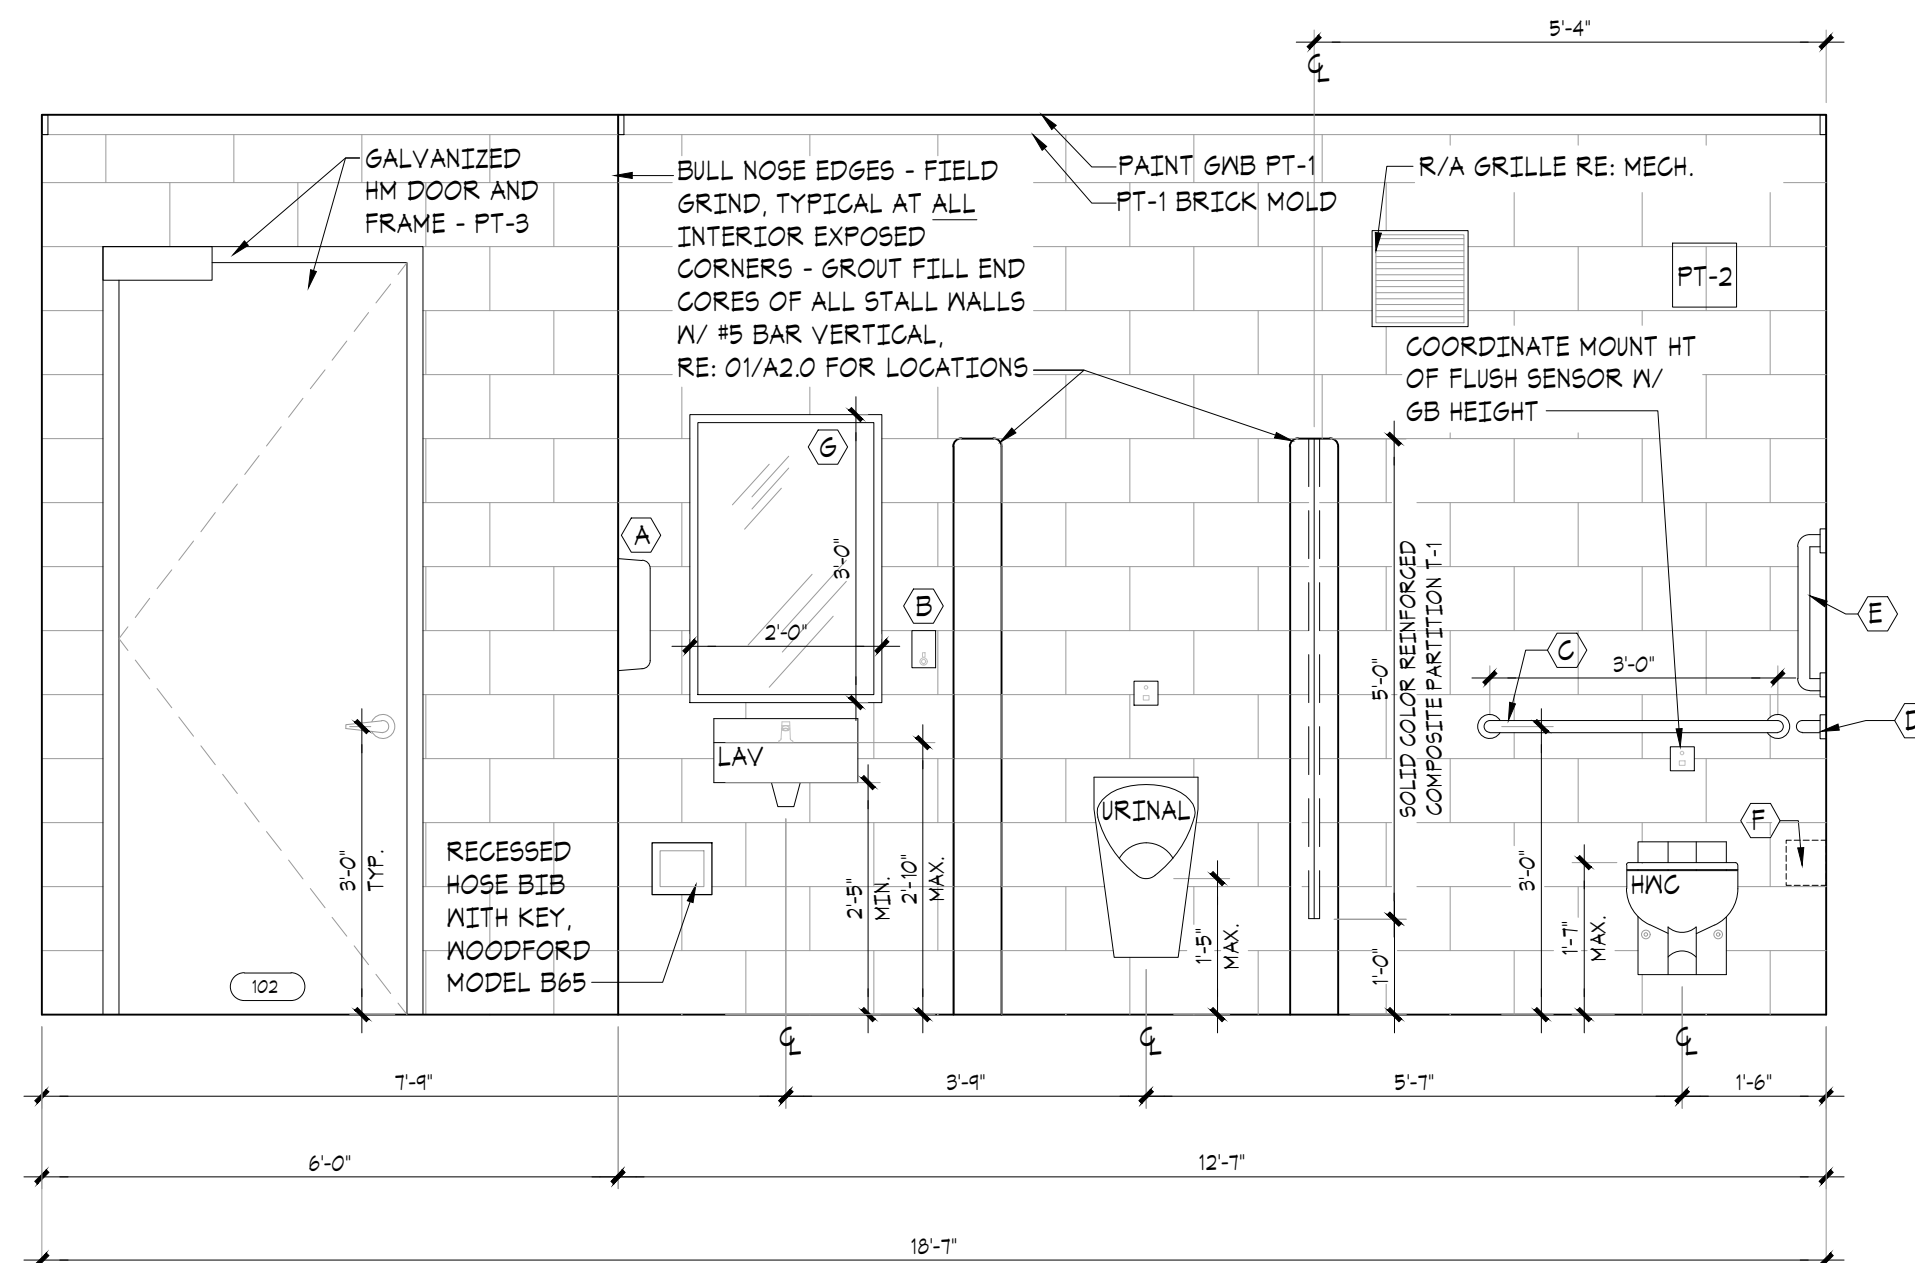 5'-4"
CL
GALVANIZED
HM DOOR AND
FRAME - PT-3
BULL NOSE EDGES - FIELD
GRIND, TYPICAL AT ALL
INTERIOR EXPOSED
CORNERS - GROUT FILL END
CORES OF ALL STALL WALLS
W/ #5 BAR VERTICAL,
RE: 01/A2.0 FOR LOCATIONS
PAINT GWB PT-1
PT-1 BRICK MOLD
R/A GRILLE RE: MECH.
PT-2
COORDINATE MOUNT HT
OF FLUSH SENSOR W/
GB HEIGHT
G
A
3'-0"
2'-0"
B
SOLID COLOR REINFORCED
COMPOSITE PARTITION T-1
5'-0"
1'-0"
C
3'-0"
E
D
LAV
URINAL
HWC
F
3'-0"
TYP.
RECESSED
HOSE BIB
WITH KEY,
WOODFORD
MODEL B65
102
2'-5"
MIN.
2'-10"
MAX.
1'-5"
MAX.
3'-0"
1'-7"
MAX.
CL
CL
CL
7'-9"
3'-9"
5'-7"
1'-6"
6'-0"
12'-7"
18'-7"